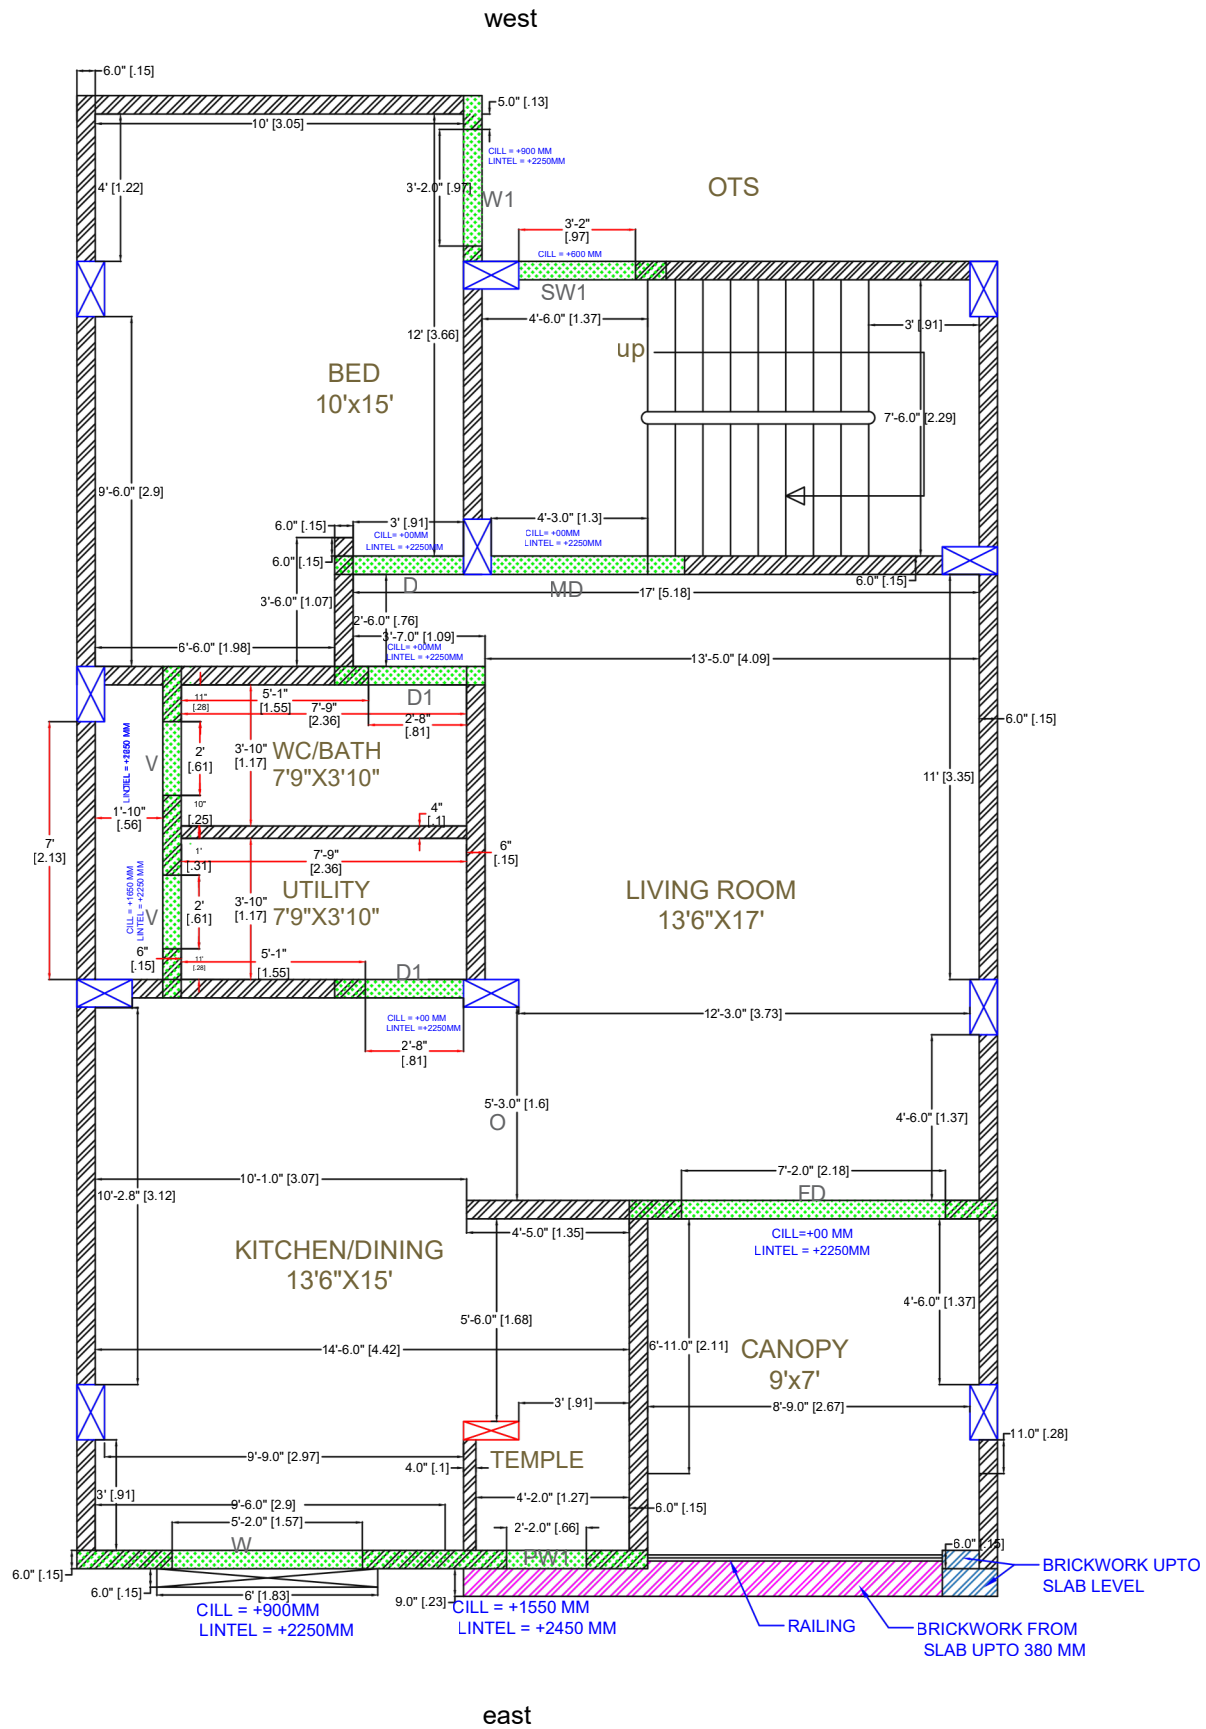 west
6.0" [.15]
5.0" [.13]
10' [3.05]
CILL = +900 MM
LINTEL = +2250MM
4' [1.22]
3'-2.0" [.97]
W1
OTS
3'-2"
[.97]
CILL = +600 MM
SW1
4'-6.0" [1.37]
3' [.91]
12' [3.66]
up
BED
10'x15'
7'-6.0" [2.29]
9'-6.0" [2.9]
6.0" [.15]
3' [.91]
4'-3.0" [1.3]
CILL= +00MM
LINTEL = +2250MM
CILL= +00MM
LINTEL = +2250MM
6.0" [.15]
D
MD
6.0" [.15]
3'-6.0" [1.07]
17' [5.18]
2'-6.0" [.76]
3'-7.0" [1.09]
6'-6.0" [1.98]
CILL= +00MM
LINTEL = +2250MM
13'-5.0" [4.09]
11"
[.28]
5'-1"
[1.55]
7'-9"
[2.36]
D1
2'-8"
[.81]
6.0" [.15]
3'-10"
[1.17]
WC/BATH
7'9"X3'10"
V
2'
[.61]
11' [3.35]
10"
[.25]
4"
[.1]
1'-10"
[.56]
7'
[2.13]
1'
[.31]
7'-9"
[2.36]
6"
[.15]
CILL = +1650 MM
LINTEL = +2250 MM
V
2'
[.61]
3'-10"
[1.17]
UTILITY
7'9"X3'10"
LIVING ROOM
13'6"X17'
6"
[.15]
11'
[.28]
5'-1"
[1.55]
D1
CILL = +00 MM
LINTEL =+2250MM
12'-3.0" [3.73]
2'-8"
[.81]
5'-3.0" [1.6]
O
4'-6.0" [1.37]
10'-1.0" [3.07]
7'-2.0" [2.18]
10'-2.8" [3.12]
FD
4'-5.0" [1.35]
CILL=+00 MM
LINTEL = +2250MM
KITCHEN/DINING
13'6"X15'
4'-6.0" [1.37]
5'-6.0" [1.68]
14'-6.0" [4.42]
6'-11.0" [2.11]
CANOPY
9'x7'
3' [.91]
8'-9.0" [2.67]
11.0" [.28]
9'-9.0" [2.97]
4.0" [.1]
TEMPLE
3' [.91]
9'-6.0" [2.9]
4'-2.0" [1.27]
6.0" [.15]
5'-2.0" [1.57]
2'-2.0" [.66]
W
PW1
6.0" [.15]
6.0" [.15]
BRICKWORK UPTO
SLAB LEVEL
6.0" [.15]
6' [1.83]
9.0" [.23]
CILL = +900MM
LINTEL = +2250MM
CILL = +1550 MM
LINTEL = +2450 MM
RAILING
BRICKWORK FROM
SLAB UPTO 380 MM
east